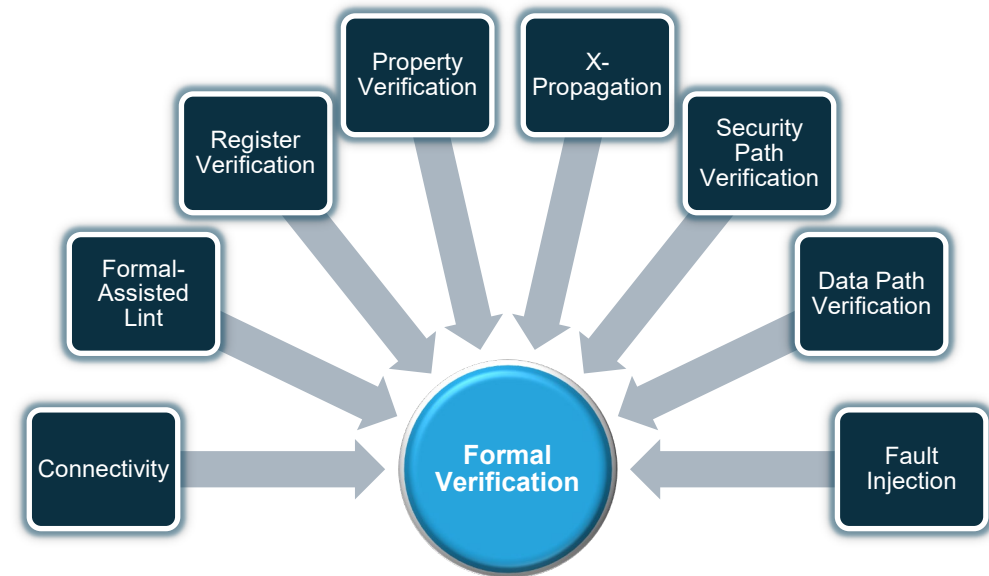 Property
Verification
X-
Propagation
Register
Verification
Security
Path
Verification
Formal-
Assisted
Lint
Data Path
Verification
Connectivity
Formal
Verification
Fault
Injection